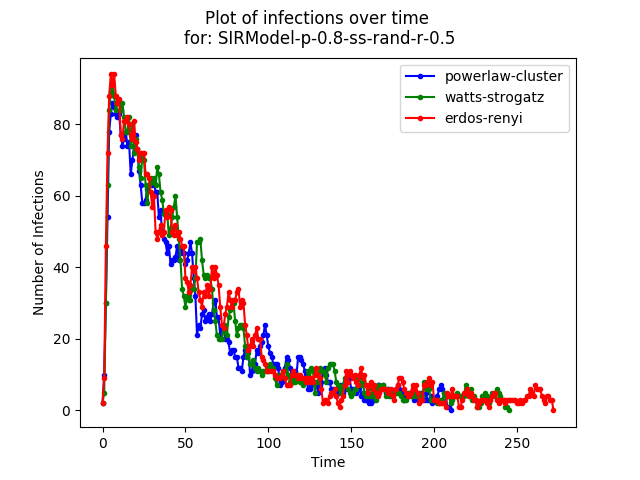 Plot of infections over time
for: SIRModel-p-0.8-ss-rand-r-0.5
powerlaw-cluster
watts-strogatz
erdos-renyi
Number of Infections
80
60
40
20
0
0 50 100 150 200 250
Time